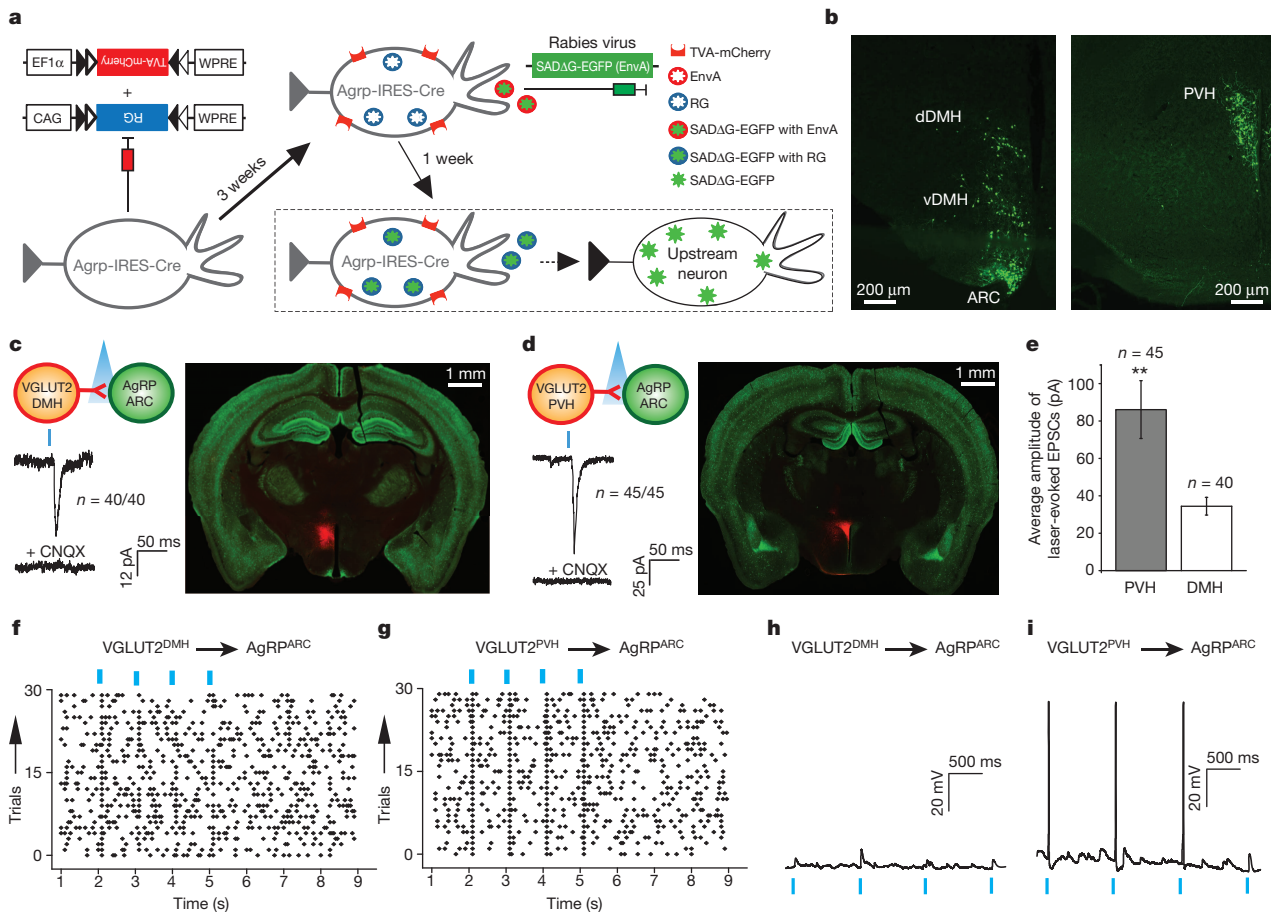 a
EF1α
TVA-mCherry
WPRE
+
CAG
RG
WPRE
Agrp-IRES-Cre
3 weeks
Agrp-IRES-Cre
Rabies virus
SADΔG-EGFP (EnvA)
1 week
Agrp-IRES-Cre
Upstream
neuron
TVA-mCherry
EnvA
RG
SADΔG-EGFP with EnvA
SADΔG-EGFP with RG
SADΔG-EGFP
b
dDMH
vDMH
ARC
200 µm
PVH
200 µm
c
VGLUT2
DMH
AgRP
ARC
n = 40/40
+ CNQX
50 ms
12 pA
1 mm
d
VGLUT2
PVH
AgRP
ARC
n = 45/45
+ CNQX
50 ms
25 pA
1 mm
e
Average amplitude of
laser-evoked EPSCs (pA)
100
80
60
40
20
0
n = 45
**
n = 40
PVH
DMH
f
VGLUT2DMH AgRPARC
Trials
30
15
0
1 2 3 4 5 6 7 8 9
Time (s)
g
VGLUT2PVH AgRPARC
Trials
30
15
0
1 2 3 4 5 6 7 8 9
Time (s)
h
VGLUT2DMH AgRPARC
500 ms
20 mV
i
VGLUT2PVH AgRPARC
500 ms
20 mV